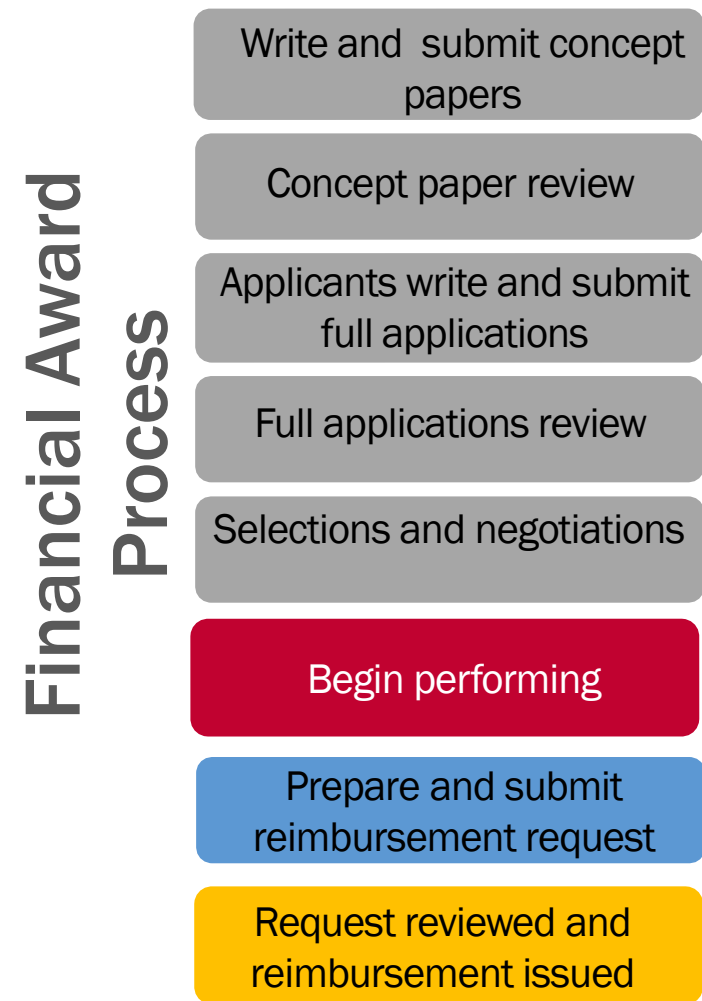 Financial Award
Process
Write and submit concept
papers
Concept paper review
Applicants write and submit
full applications
Full applications review
Selections and negotiations
Begin performing
Prepare and submit
reimbursement request
Request reviewed and
reimbursement issued